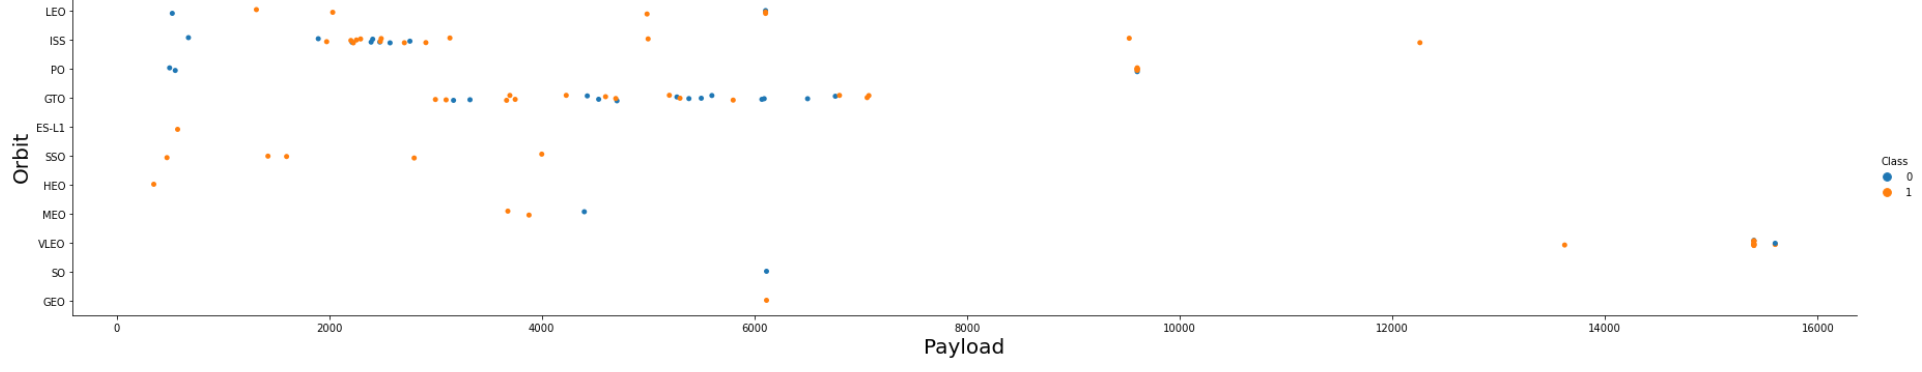 LEO
ISS
PO
GTO
ES-L1
SSO
HEO
MEO
VLEO
SO
GEO
Orbit
0 2000 4000 6000 8000 10000 12000 14000 16000
Payload
Class
0
1